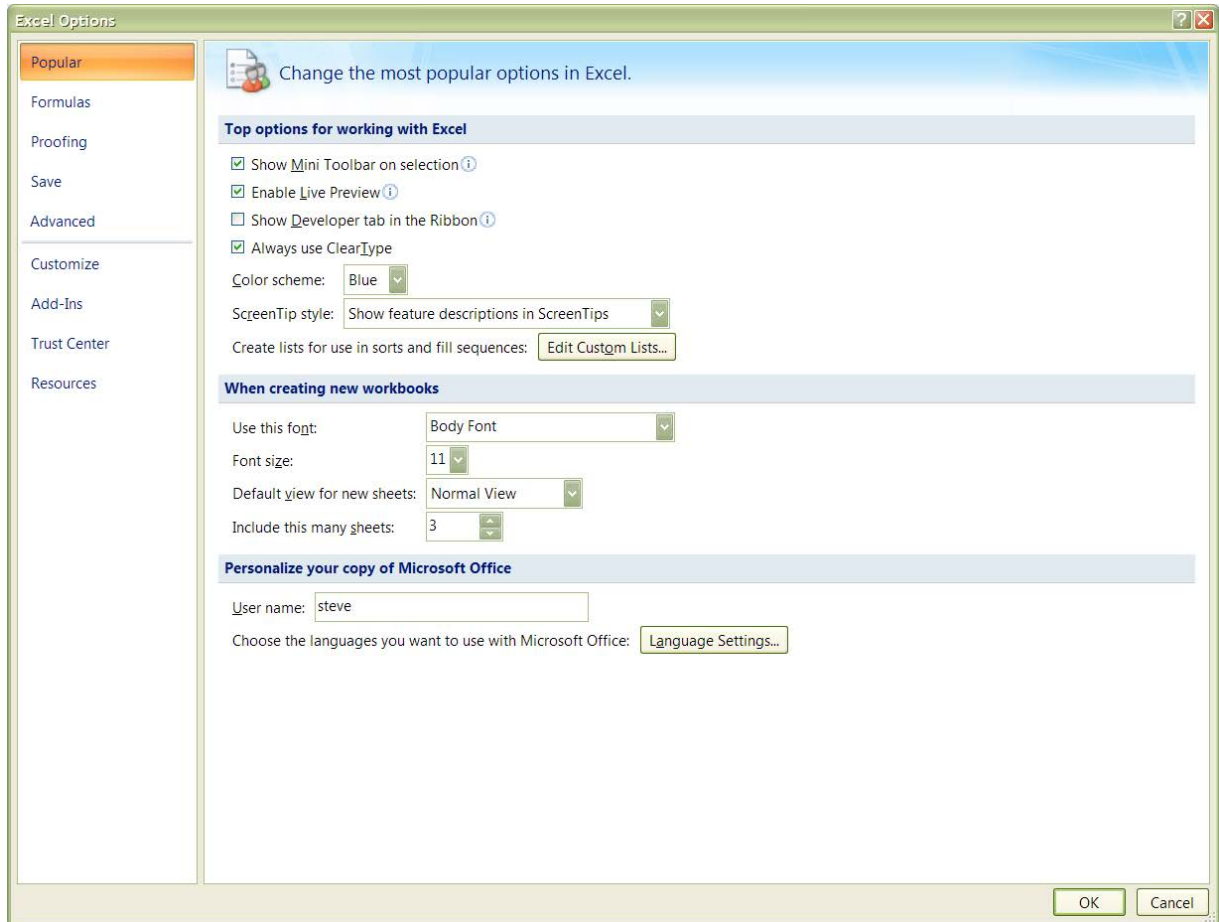 Excel Options
Popular
Formulas
Proofing
Save
Advanced
Customize
Add-Ins
Trust Center
Resources
Change the most popular options in Excel.
Top options for working with Excel
Show Mini Toolbar on selection
Enable Live Preview
Show Developer tab in the Ribbon
Always use ClearType
Color scheme: Blue
ScreenTip style: Show feature descriptions in ScreenTips
Create lists for use in sorts and fill sequences: Edit Custom Lists...
When creating new workbooks
Use this font: Body Font
Font size: 11
Default view for new sheets: Normal View
Include this many sheets: 3
Personalize your copy of Microsoft Office
User name: steve
Choose the languages you want to use with Microsoft Office: Language Settings...
OK Cancel